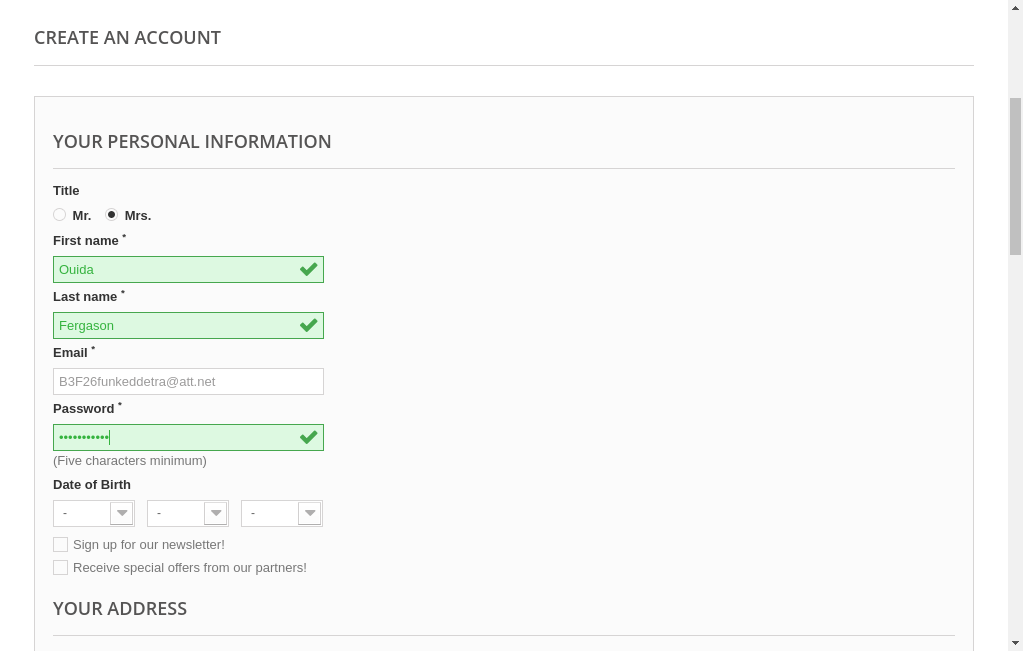 CREATE AN ACCOUNT
YOUR PERSONAL INFORMATION
Title
Mr. Mrs.
First name *
Ouida
Last name *
Fergason
Email *
B3F26funkeddetra@att.net
Password *
•••••••••••
(Five characters minimum)
Date of Birth
- - -
Sign up for our newsletter!
Receive special offers from our partners!
YOUR ADDRESS